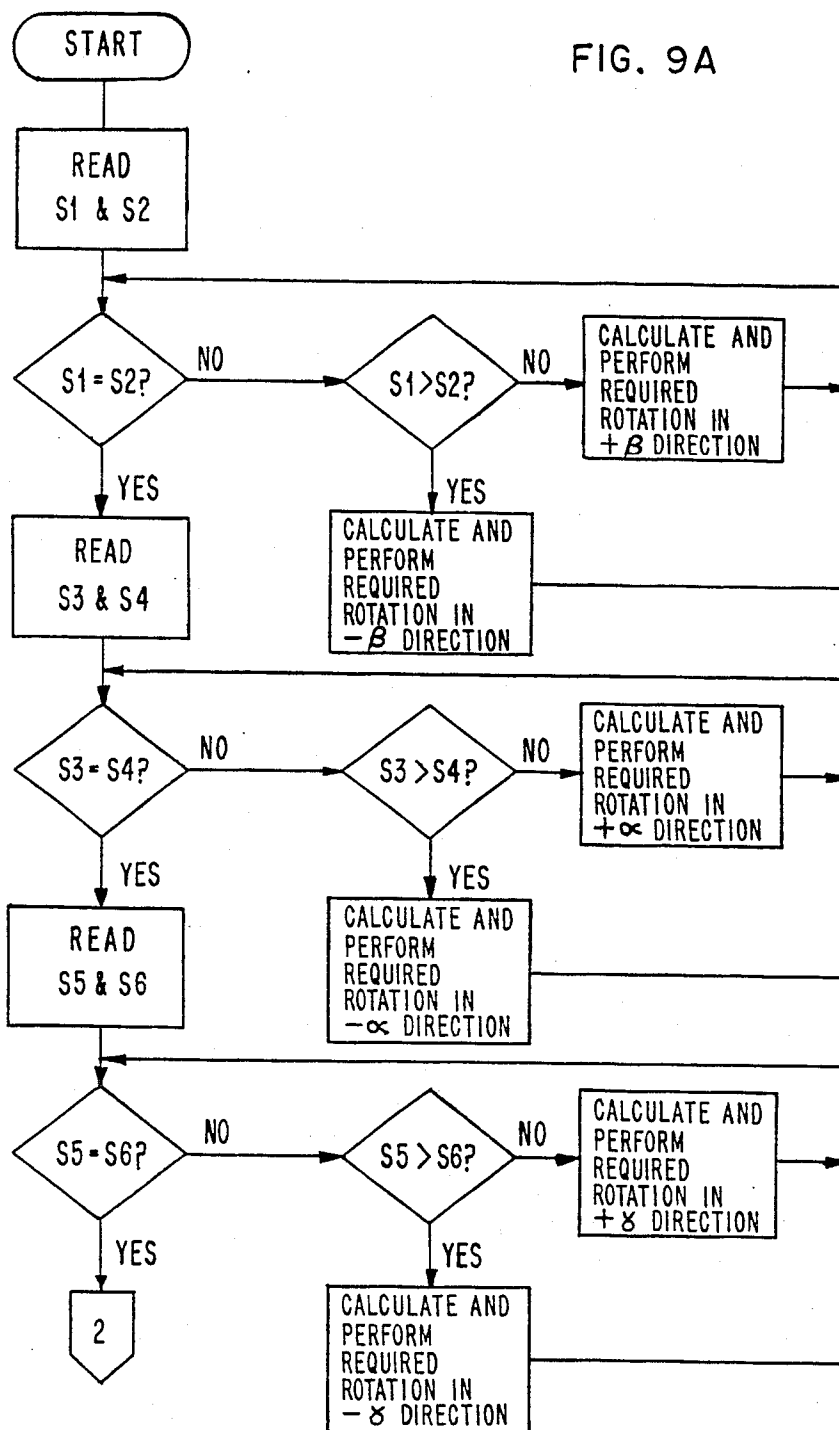 START
FIG. 9A
READ
S1 & S2
S1=S2?
NO
S1>S2?
NO
CALCULATE AND
PERFORM
REQUIRED
ROTATION IN
+β DIRECTION
YES
YES
READ
S3 & S4
CALCULATE AND
PERFORM
REQUIRED
ROTATION IN
-β DIRECTION
S3=S4?
NO
S3>S4?
NO
CALCULATE AND
PERFORM
REQUIRED
ROTATION IN
+α DIRECTION
YES
YES
READ
S5 & S6
CALCULATE AND
PERFORM
REQUIRED
ROTATION IN
-α DIRECTION
S5=S6?
NO
S5>S6?
NO
CALCULATE AND
PERFORM
REQUIRED
ROTATION IN
+γ DIRECTION
YES
YES
2
CALCULATE AND
PERFORM
REQUIRED
ROTATION IN
-γ DIRECTION